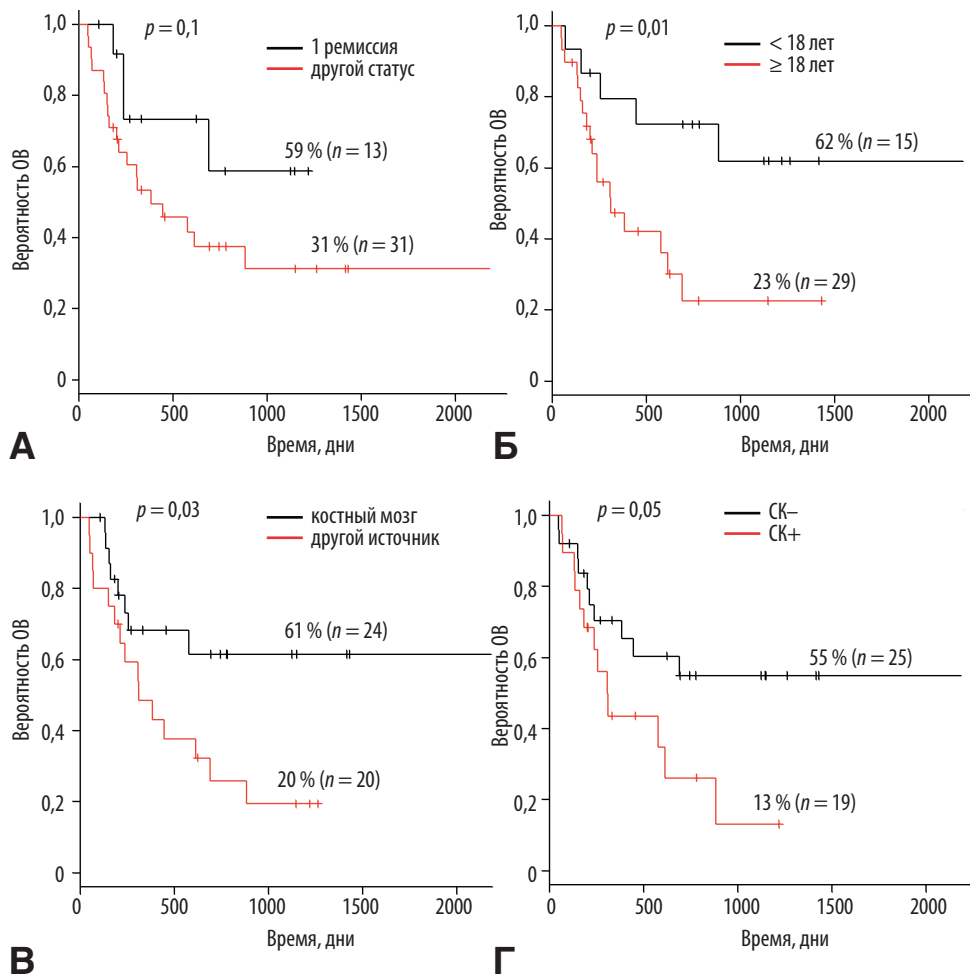 1,0
0,8
0,6
0,4
0,2
0
Вероятность ОВ
p = 0,1
1 ремиссия
другой статус
59 % (n = 13)
31 % (n = 31)
0 500 1000 1500 2000
Время, дни
А
1,0
0,8
0,6
0,4
0,2
0
Вероятность ОВ
p = 0,01
< 18 лет
≥ 18 лет
62 % (n = 15)
23 % (n = 29)
0 500 1000 1500 2000
Время, дни
Б
1,0
0,8
0,6
0,4
0,2
0
Вероятность ОВ
p = 0,03
костный мозг
другой источник
61 % (n = 24)
20 % (n = 20)
0 500 1000 1500 2000
Время, дни
В
1,0
0,8
0,6
0,4
0,2
0
Вероятность ОВ
p = 0,05
СК–
СК+
55 % (n = 25)
13 % (n = 19)
0 500 1000 1500 2000
Время, дни
Г